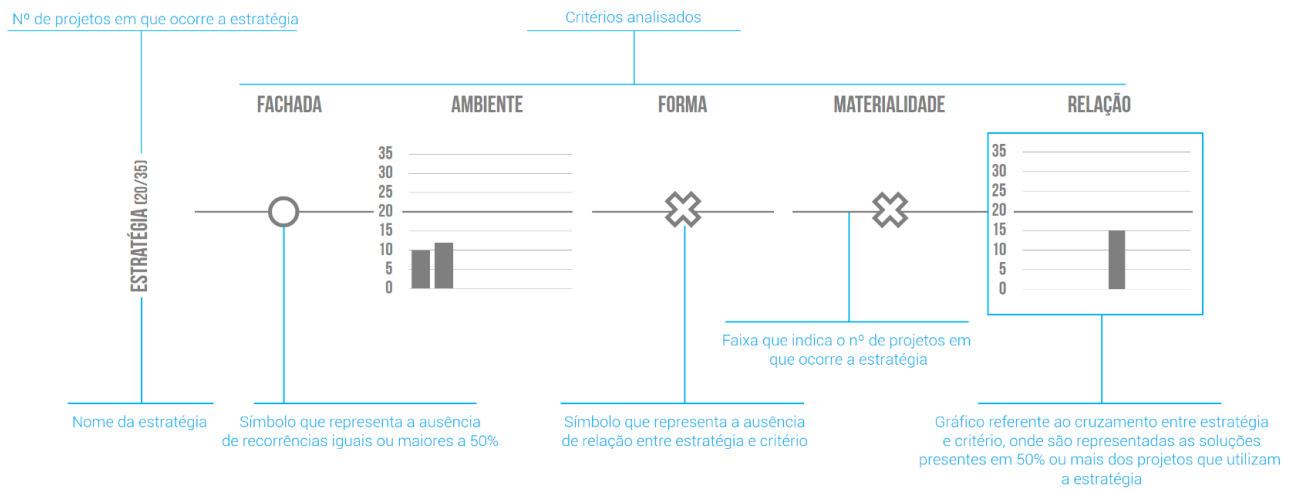 Nº de projetos em que ocorre a estratégia
Critérios analisados
FACHADA
AMBIENTE
FORMA
MATERIALIDADE
RELAÇÃO
ESTRATÉGIA (20/35)
35
30
25
20
15
10
5
0
35
30
25
20
15
10
5
0
Faixa que indica o nº de projetos em
que ocorre a estratégia
Nome da estratégia
Símbolo que representa a ausência
de recorrências iguais ou maiores a 50%
Símbolo que representa a ausência
de relação entre estratégia e critério
Gráfico referente ao cruzamento entre estratégia
e critério, onde são representadas as soluções
presentes em 50% ou mais dos projetos que utilizam
a estratégia